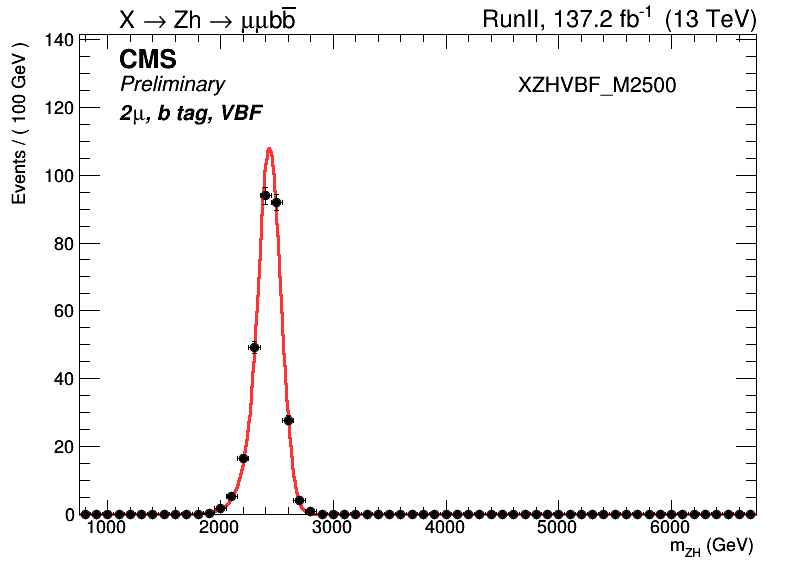 X → Zh → μμbb̅ RunII, 137.2 fb⁻¹ (13 TeV)
CMS
Preliminary
2μ, b tag, VBF
XZHVBF_M2500
Events / ( 100 GeV )
140
120
100
80
60
40
20
0
1000 2000 3000 4000 5000 6000
m_ZH (GeV)